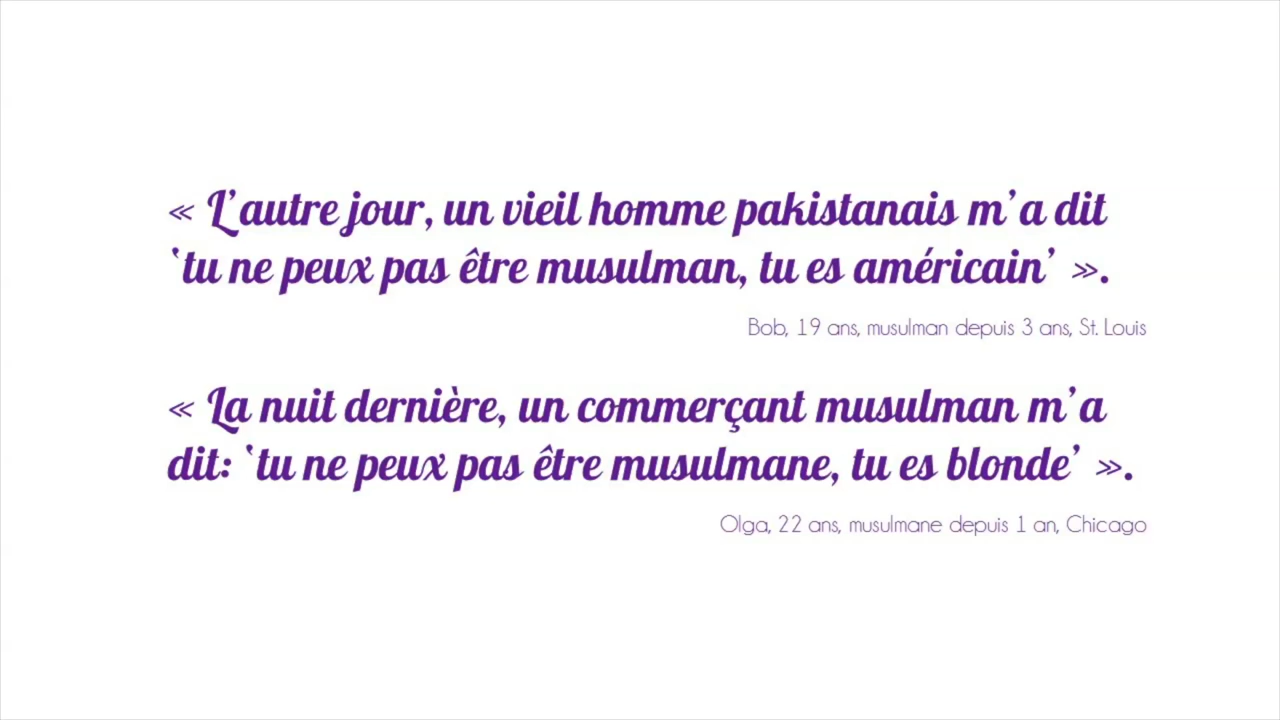 « L’autre jour, un vieil homme pakistanais m’a dit
‘tu ne peux pas être musulman, tu es américain’ ».
Bob, 19 ans, musulman depuis 3 ans, St. Louis
« La nuit dernière, un commerçant musulman m’a
dit: ‘tu ne peux pas être musulmane, tu es blonde’ ».
Olga, 22 ans, musulmane depuis 1 an, Chicago